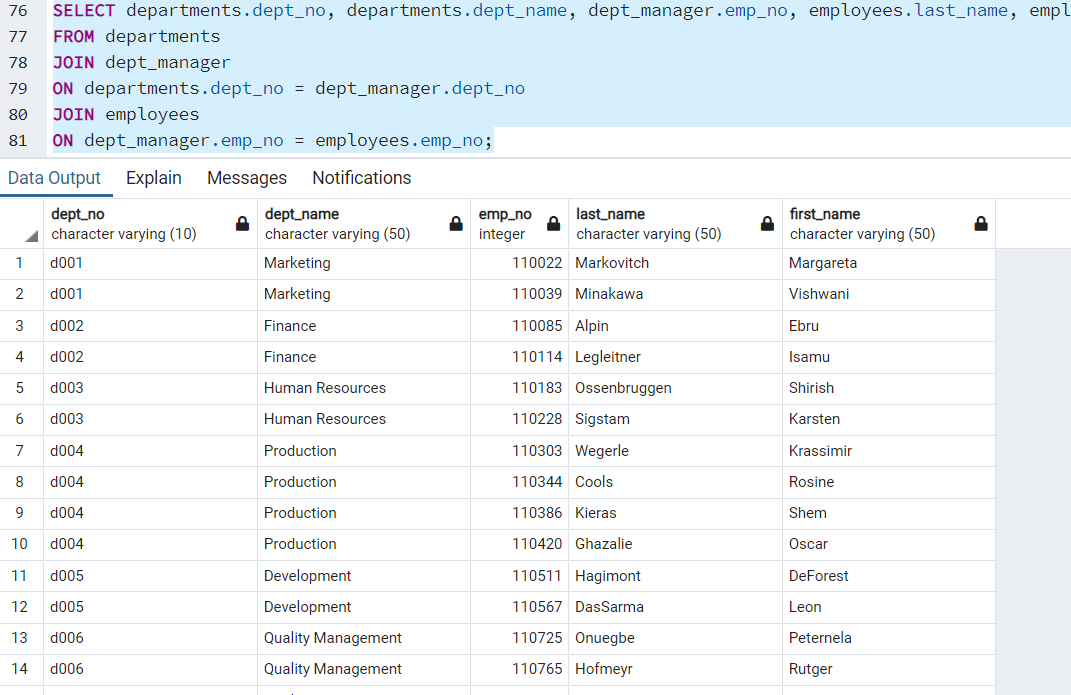 76 SELECT departments.dept_no, departments.dept_name, dept_manager.emp_no, employees.last_name, empl
77 FROM departments
78 JOIN dept_manager
79 ON departments.dept_no = dept_manager.dept_no
80 JOIN employees
81 ON dept_manager.emp_no = employees.emp_no;
Data Output Explain Messages Notifications
dept_no dept_name emp_no last_name first_name
character varying (10) character varying (50) integer character varying (50) character varying (50)
1 d001 Marketing 110022 Markovitch Margareta
2 d001 Marketing 110039 Minakawa Vishwani
3 d002 Finance 110085 Alpin Ebru
4 d002 Finance 110114 Legleitner Isamu
5 d003 Human Resources 110183 Ossenbruggen Shirish
6 d003 Human Resources 110228 Sigstam Karsten
7 d004 Production 110303 Wegerle Krassimir
8 d004 Production 110344 Cools Rosine
9 d004 Production 110386 Kieras Shem
10 d004 Production 110420 Ghazalie Oscar
11 d005 Development 110511 Hagimont DeForest
12 d005 Development 110567 DasSarma Leon
13 d006 Quality Management 110725 Onuegbe Peternela
14 d006 Quality Management 110765 Hofmeyr Rutger